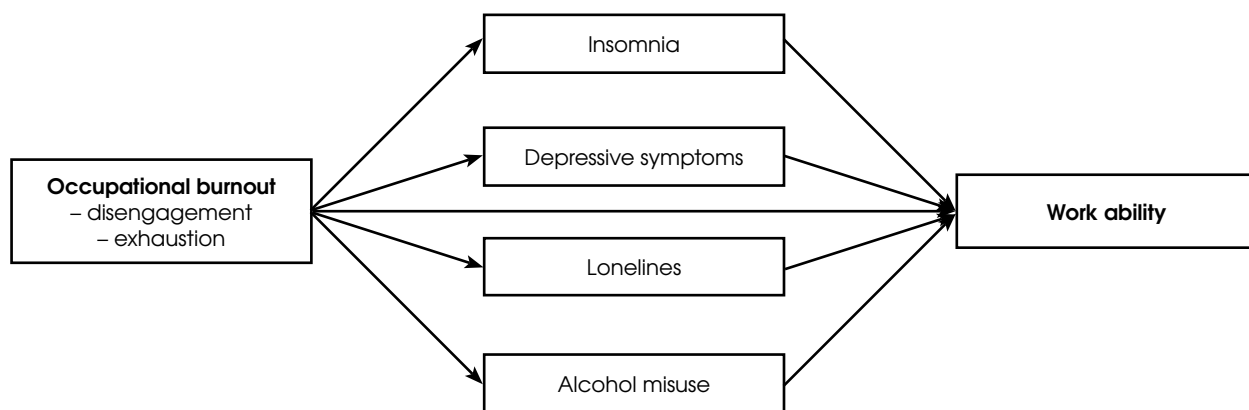 Insomnia
Depressive symptoms
Occupational burnout
– disengagement
– exhaustion
Work ability
Lonelines
Alcohol misuse